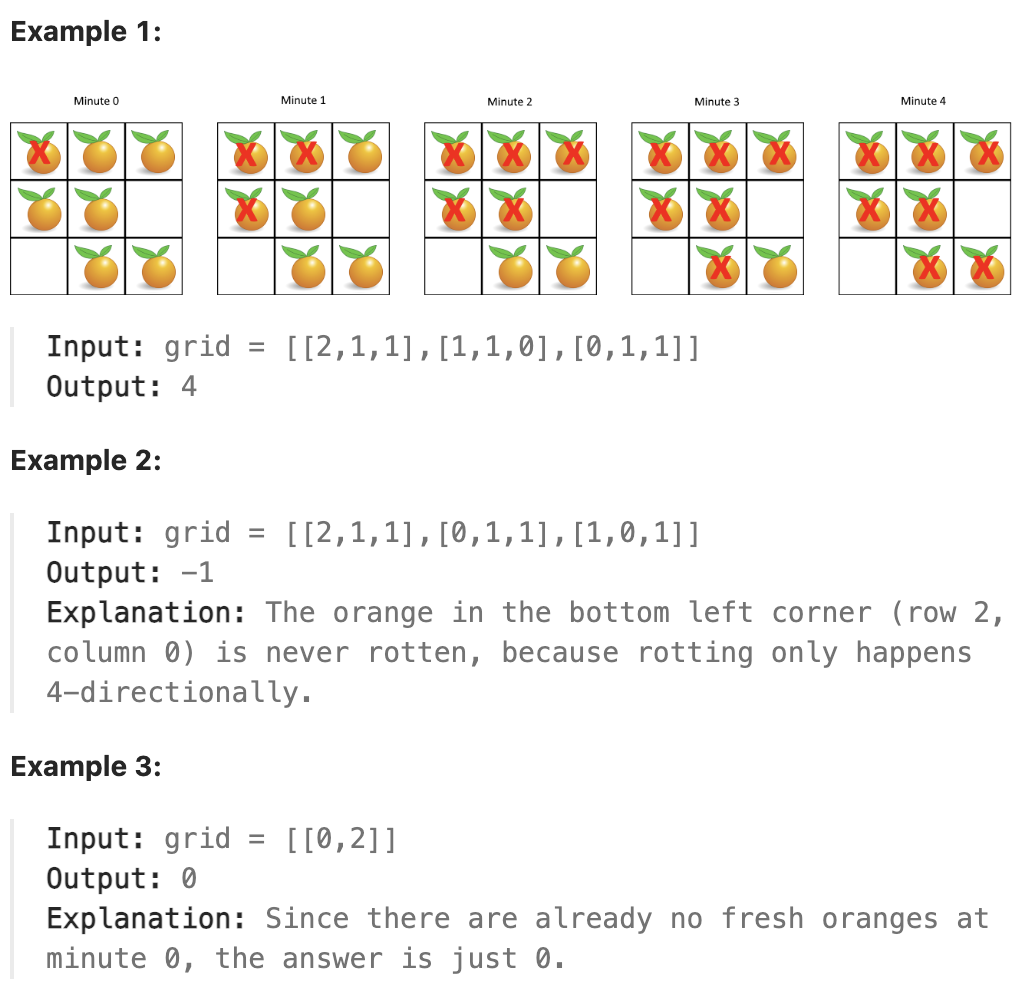 Example 1:
Minute 0 Minute 1 Minute 2 Minute 3 Minute 4
X X X X X X X X X X X X X X X X X X X X X
Input: grid = [[2,1,1],[1,1,0],[0,1,1]]
Output: 4
Example 2:
Input: grid = [[2,1,1],[0,1,1],[1,0,1]]
Output: -1
Explanation: The orange in the bottom left corner (row 2,
column 0) is never rotten, because rotting only happens
4-directionally.
Example 3:
Input: grid = [[0,2]]
Output: 0
Explanation: Since there are already no fresh oranges at
minute 0, the answer is just 0.